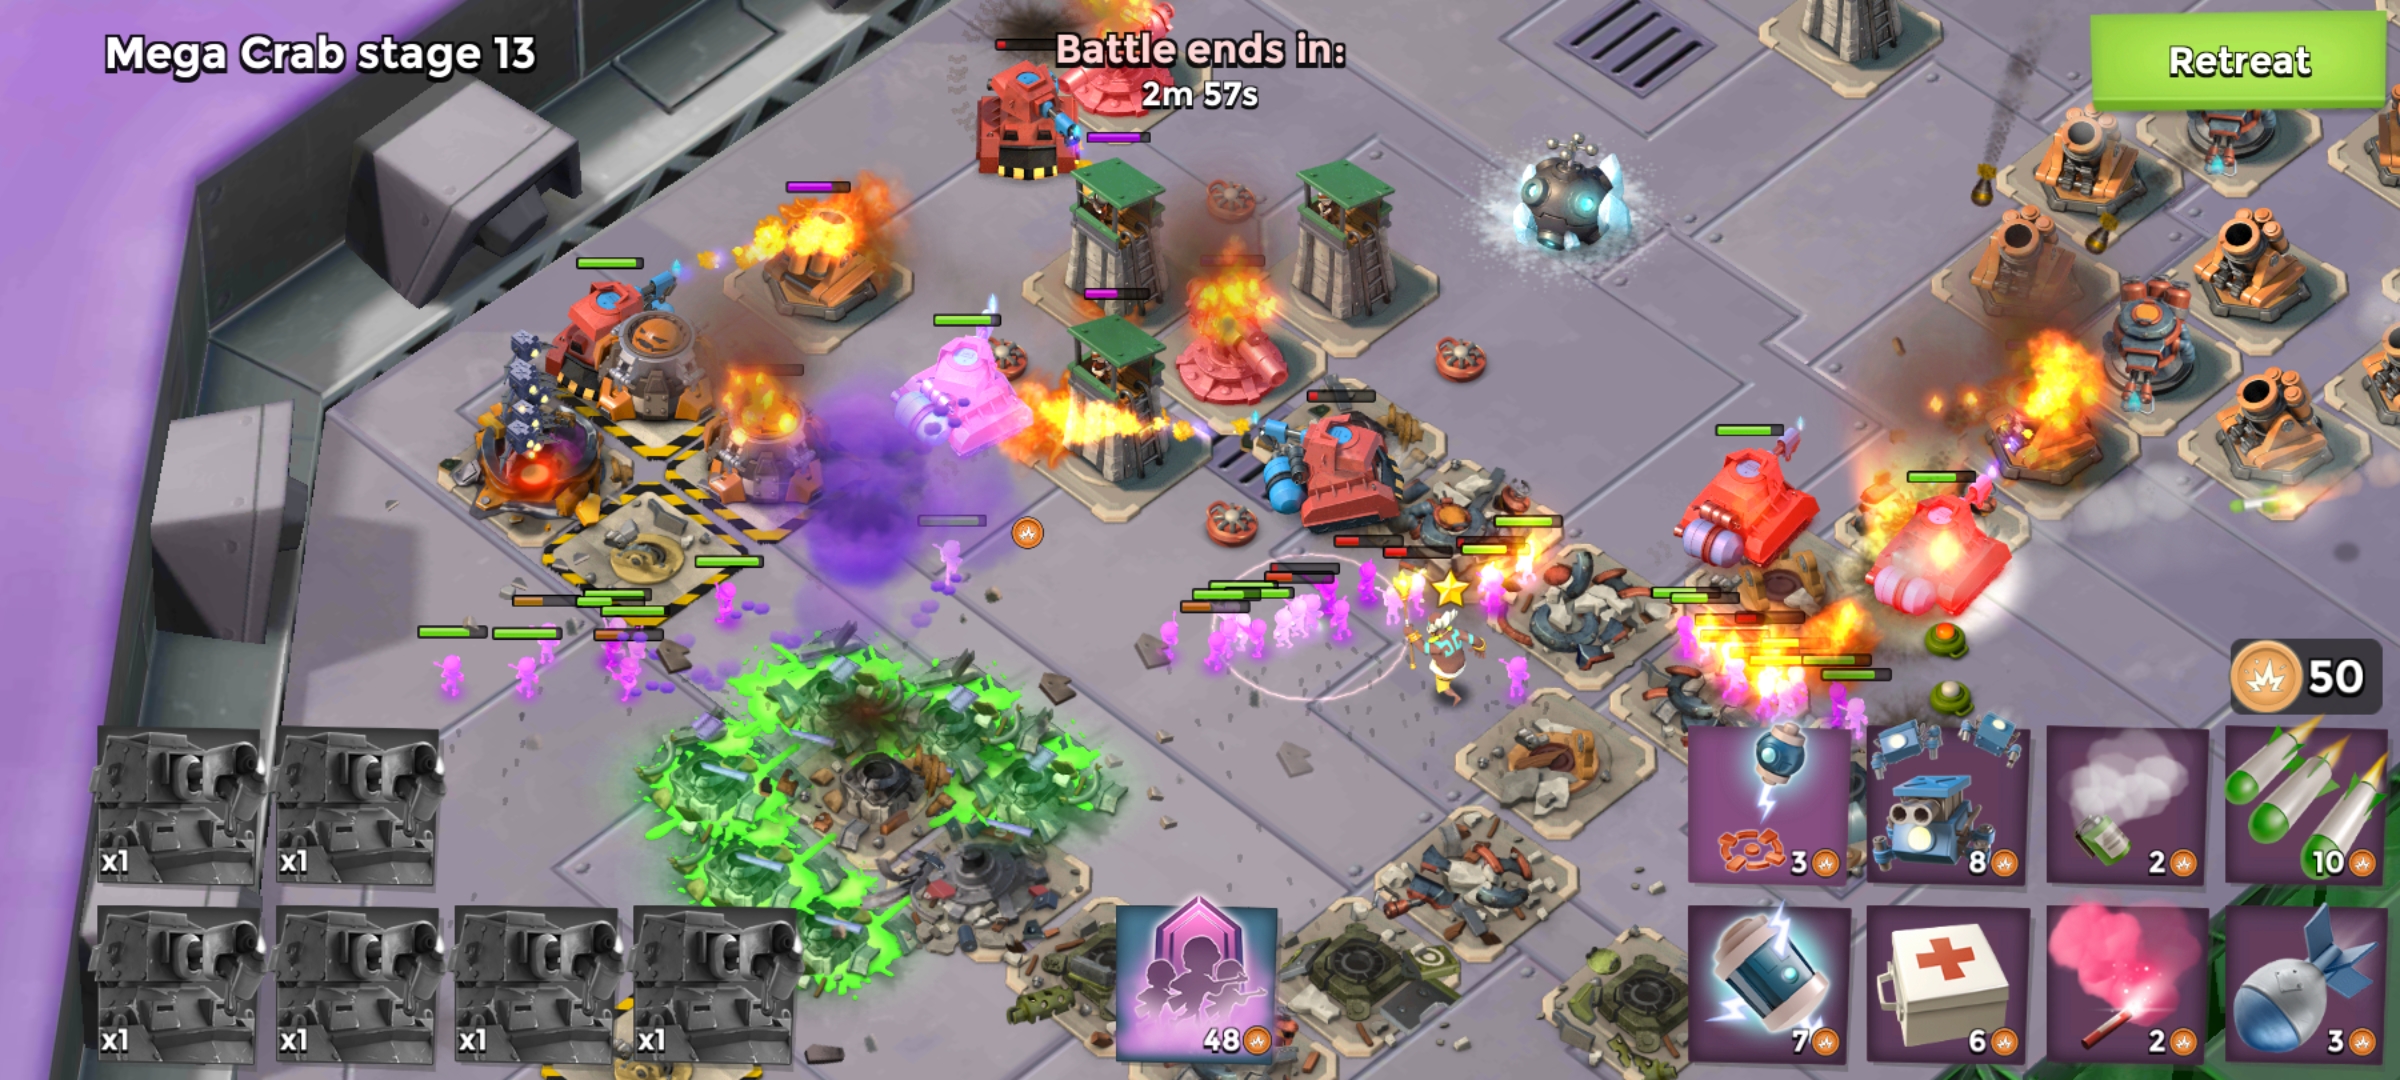 Mega Crab stage 13
Battle ends in:
2m 57s
Retreat
50
x1
x1
3
8
2
10
x1
x1
x1
x1
48
7
6
2
3